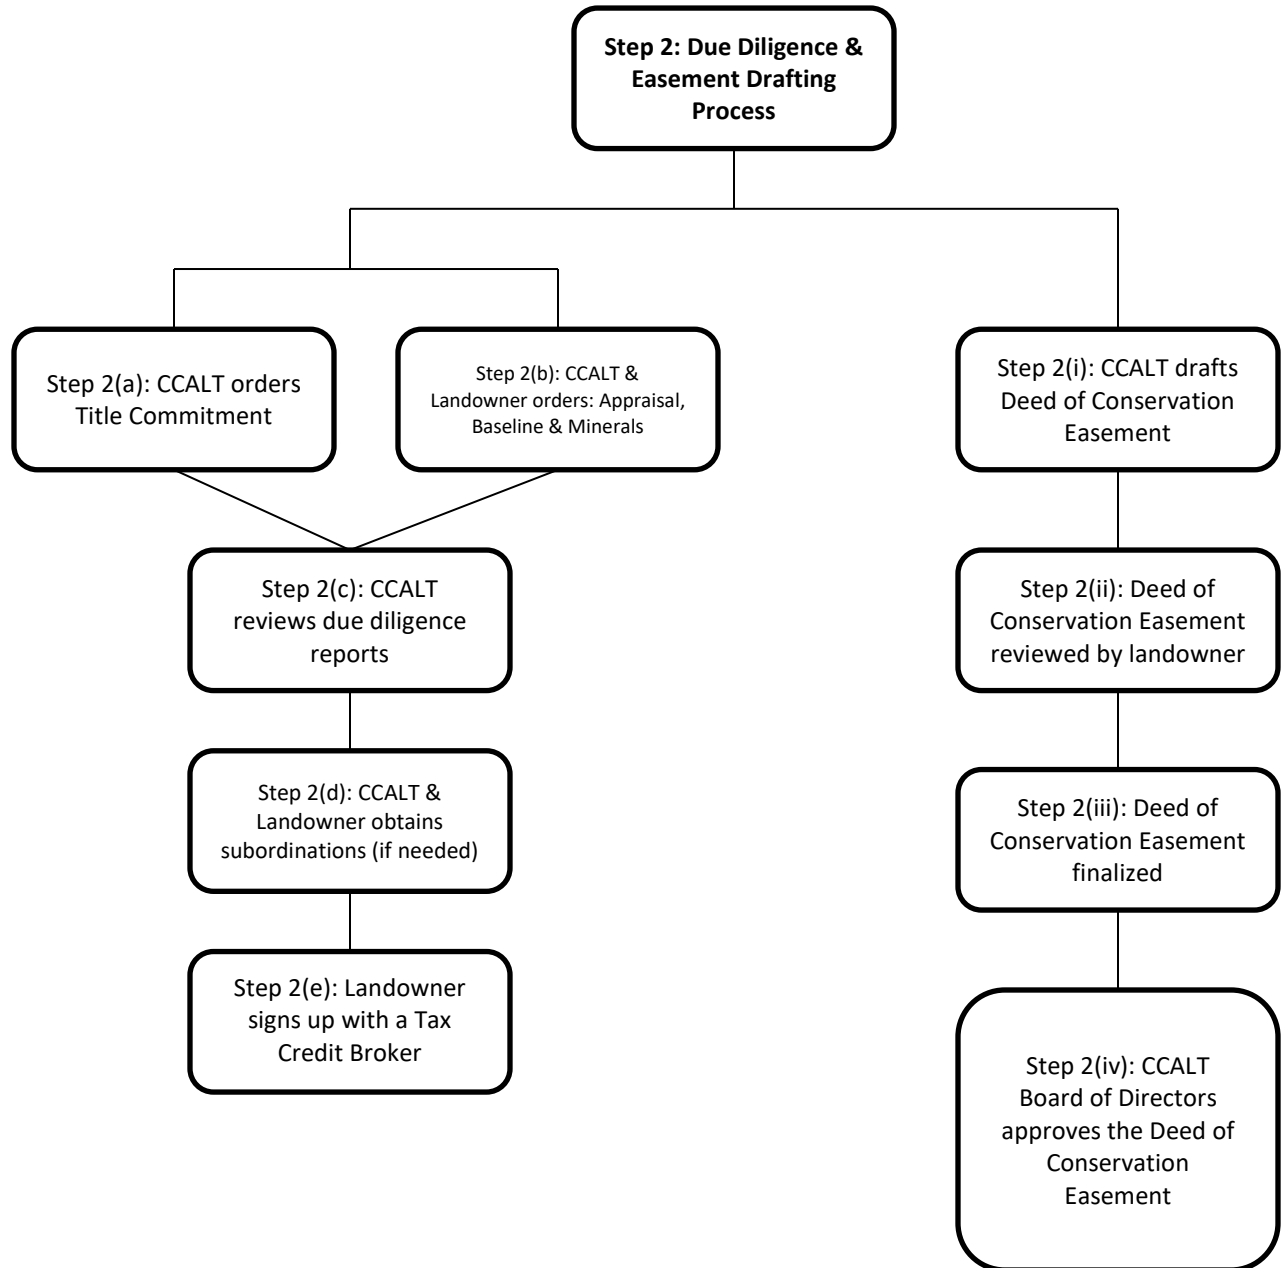 Step 2: Due Diligence &
Easement Drafting
Process
Step 2(a): CCALT orders
Title Commitment
Step 2(b): CCALT &
Landowner orders: Appraisal,
Baseline & Minerals
Step 2(i): CCALT drafts
Deed of Conservation
Easement
Step 2(c): CCALT
reviews due diligence
reports
Step 2(ii): Deed of
Conservation Easement
reviewed by landowner
Step 2(d): CCALT &
Landowner obtains
subordinations (if needed)
Step 2(iii): Deed of
Conservation Easement
finalized
Step 2(e): Landowner
signs up with a Tax
Credit Broker
Step 2(iv): CCALT
Board of Directors
approves the Deed of
Conservation
Easement